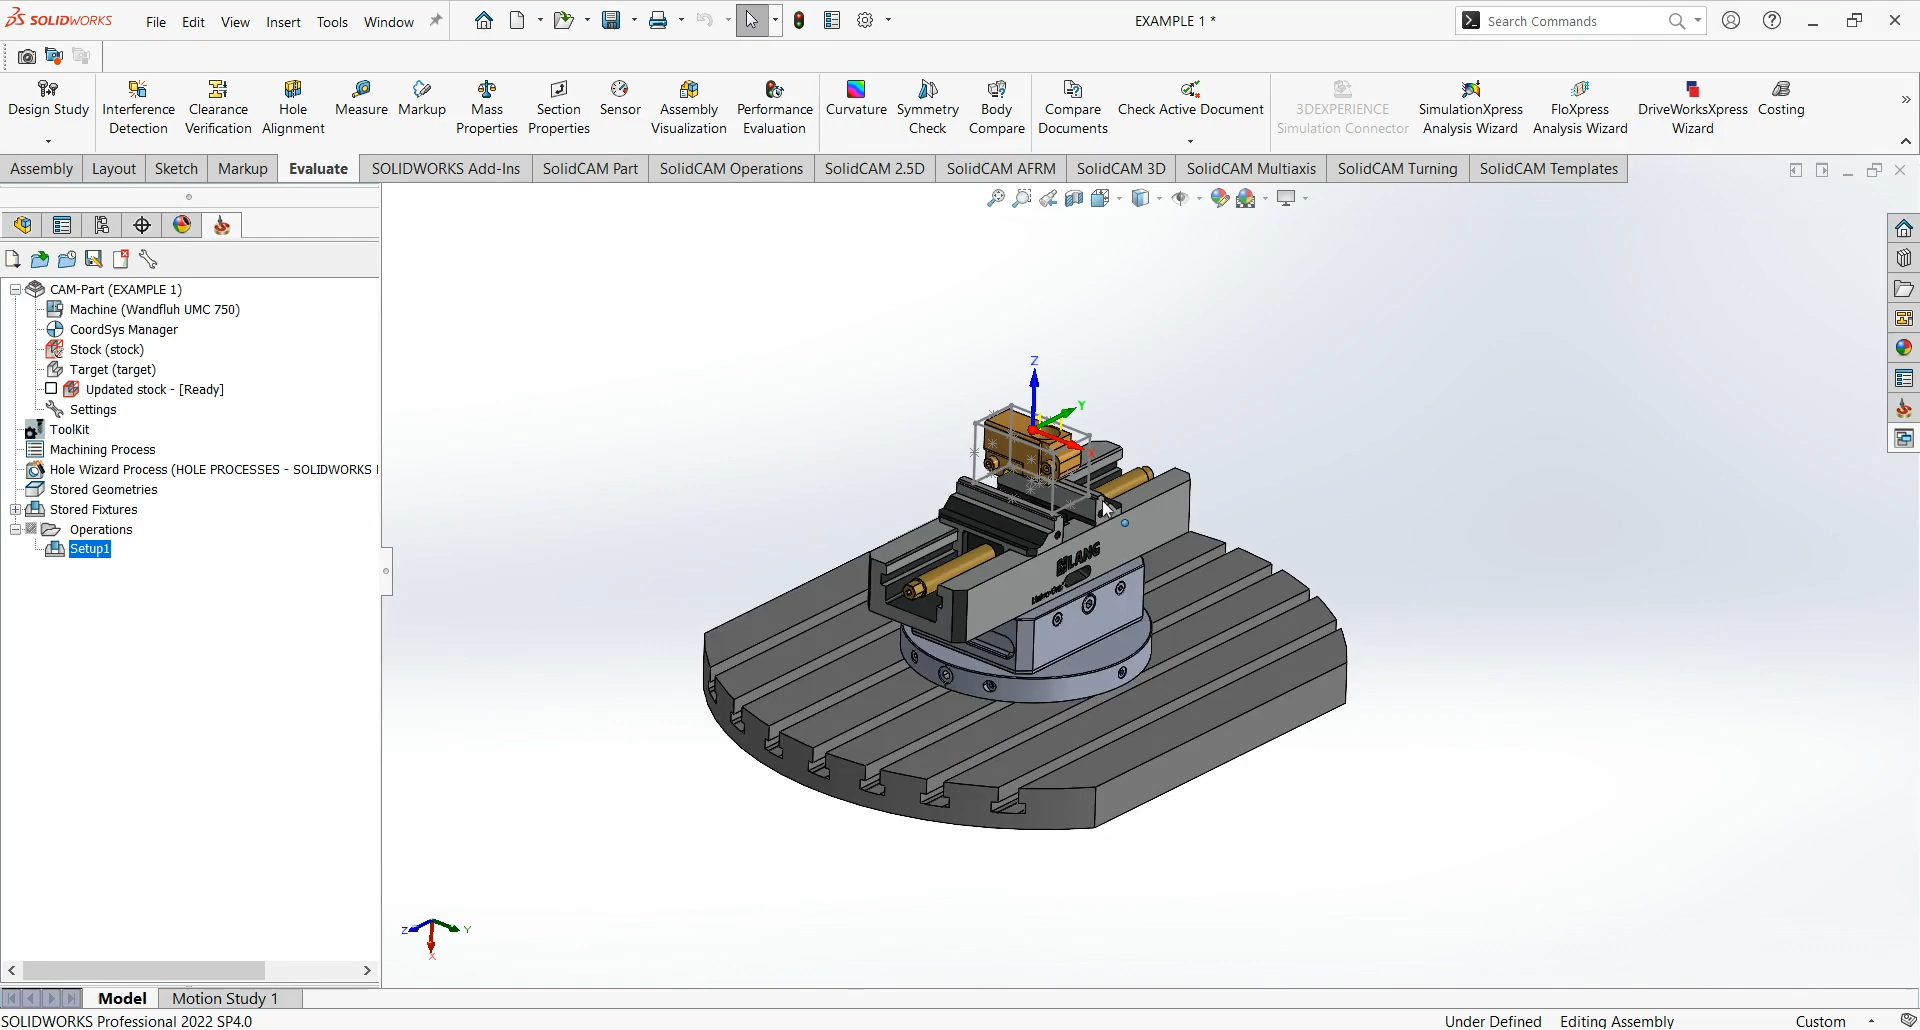 SOLIDWORKS File Edit View Insert Tools Window EXAMPLE 1 * Search Commands
Design Study Interference Detection Clearance Verification Hole Alignment Measure Markup Mass Properties Section Properties Sensor Assembly Visualization Performance Evaluation Curvature Symmetry Check Body Compare Compare Documents Check Active Document 3DEXPERIENCE Simulation Connector SimulationXpress Analysis Wizard FloXpress Analysis Wizard DriveWorksXpress Wizard Costing
Assembly Layout Sketch Markup Evaluate SOLIDWORKS Add-Ins SolidCAM Part SolidCAM Operations SolidCAM 2.5D SolidCAM AFRM SolidCAM 3D SolidCAM Multiaxis SolidCAM Turning SolidCAM Templates
CAM-Part (EXAMPLE 1)
Machine (Wandfluh UMC 750)
CoordSys Manager
Stock (stock)
Target (target)
Updated stock - [Ready]
Settings
ToolKit
Machining Process
Hole Wizard Process (HOLE PROCESSES - SOLIDWORKS I
Stored Geometries
Stored Fixtures
Operations
Setup1
Z
Y
X
LANG
Z Y
X
Model Motion Study 1
SOLIDWORKS Professional 2022 SP4.0 Under Defined Editing Assembly Custom